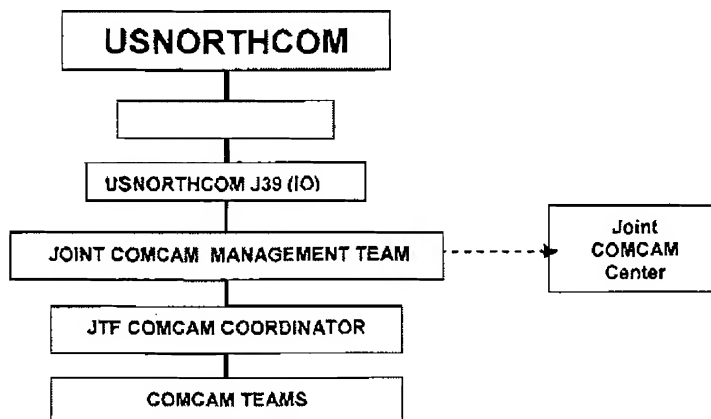 USNORTHCOM
USNORTHCOM J39 (IO)
JOINT COMCAM MANAGEMENT TEAM
Joint
COMCAM
Center
JTF COMCAM COORDINATOR
COMCAM TEAMS